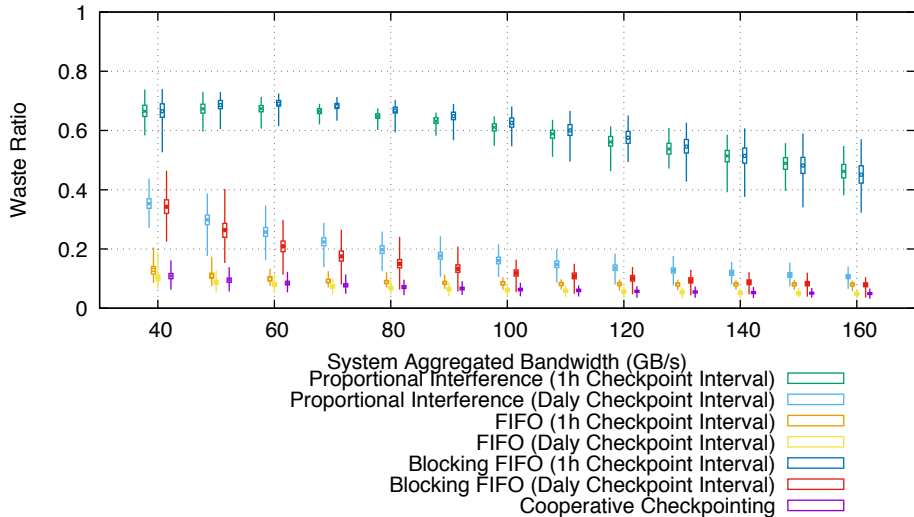 1
0.8
0.6
0.4
0.2
0
Waste Ratio
40 60 80 100 120 140 160
System Aggregated Bandwidth (GB/s)
Proportional Interference (1h Checkpoint Interval)
Proportional Interference (Daly Checkpoint Interval)
FIFO (1h Checkpoint Interval)
FIFO (Daly Checkpoint Interval)
Blocking FIFO (1h Checkpoint Interval)
Blocking FIFO (Daly Checkpoint Interval)
Cooperative Checkpointing